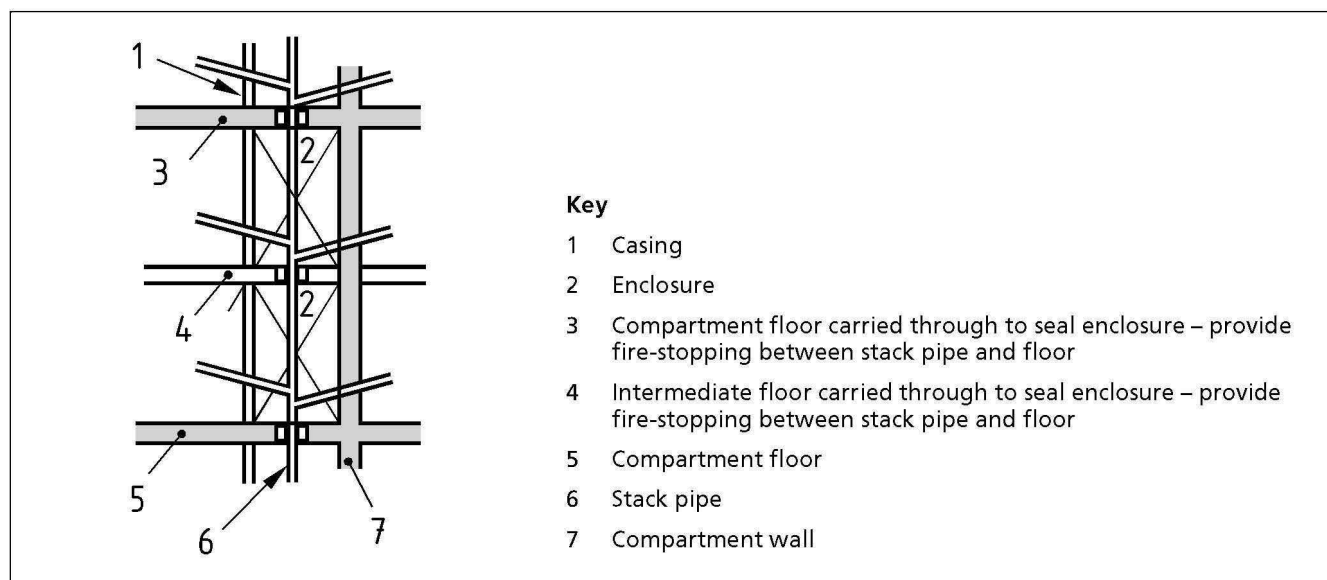 1
2
3
2
4
5
6
7
Key
1 Casing
2 Enclosure
3 Compartment floor carried through to seal enclosure – provide
fire-stopping between stack pipe and floor
4 Intermediate floor carried through to seal enclosure – provide
fire-stopping between stack pipe and floor
5 Compartment floor
6 Stack pipe
7 Compartment wall